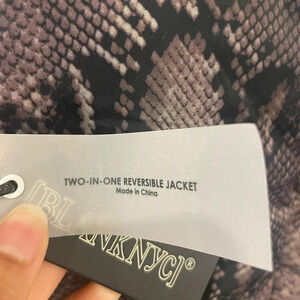 TWO-IN-ONE REVERSIBLE JACKET
Made in China
[BLANKNYC]®